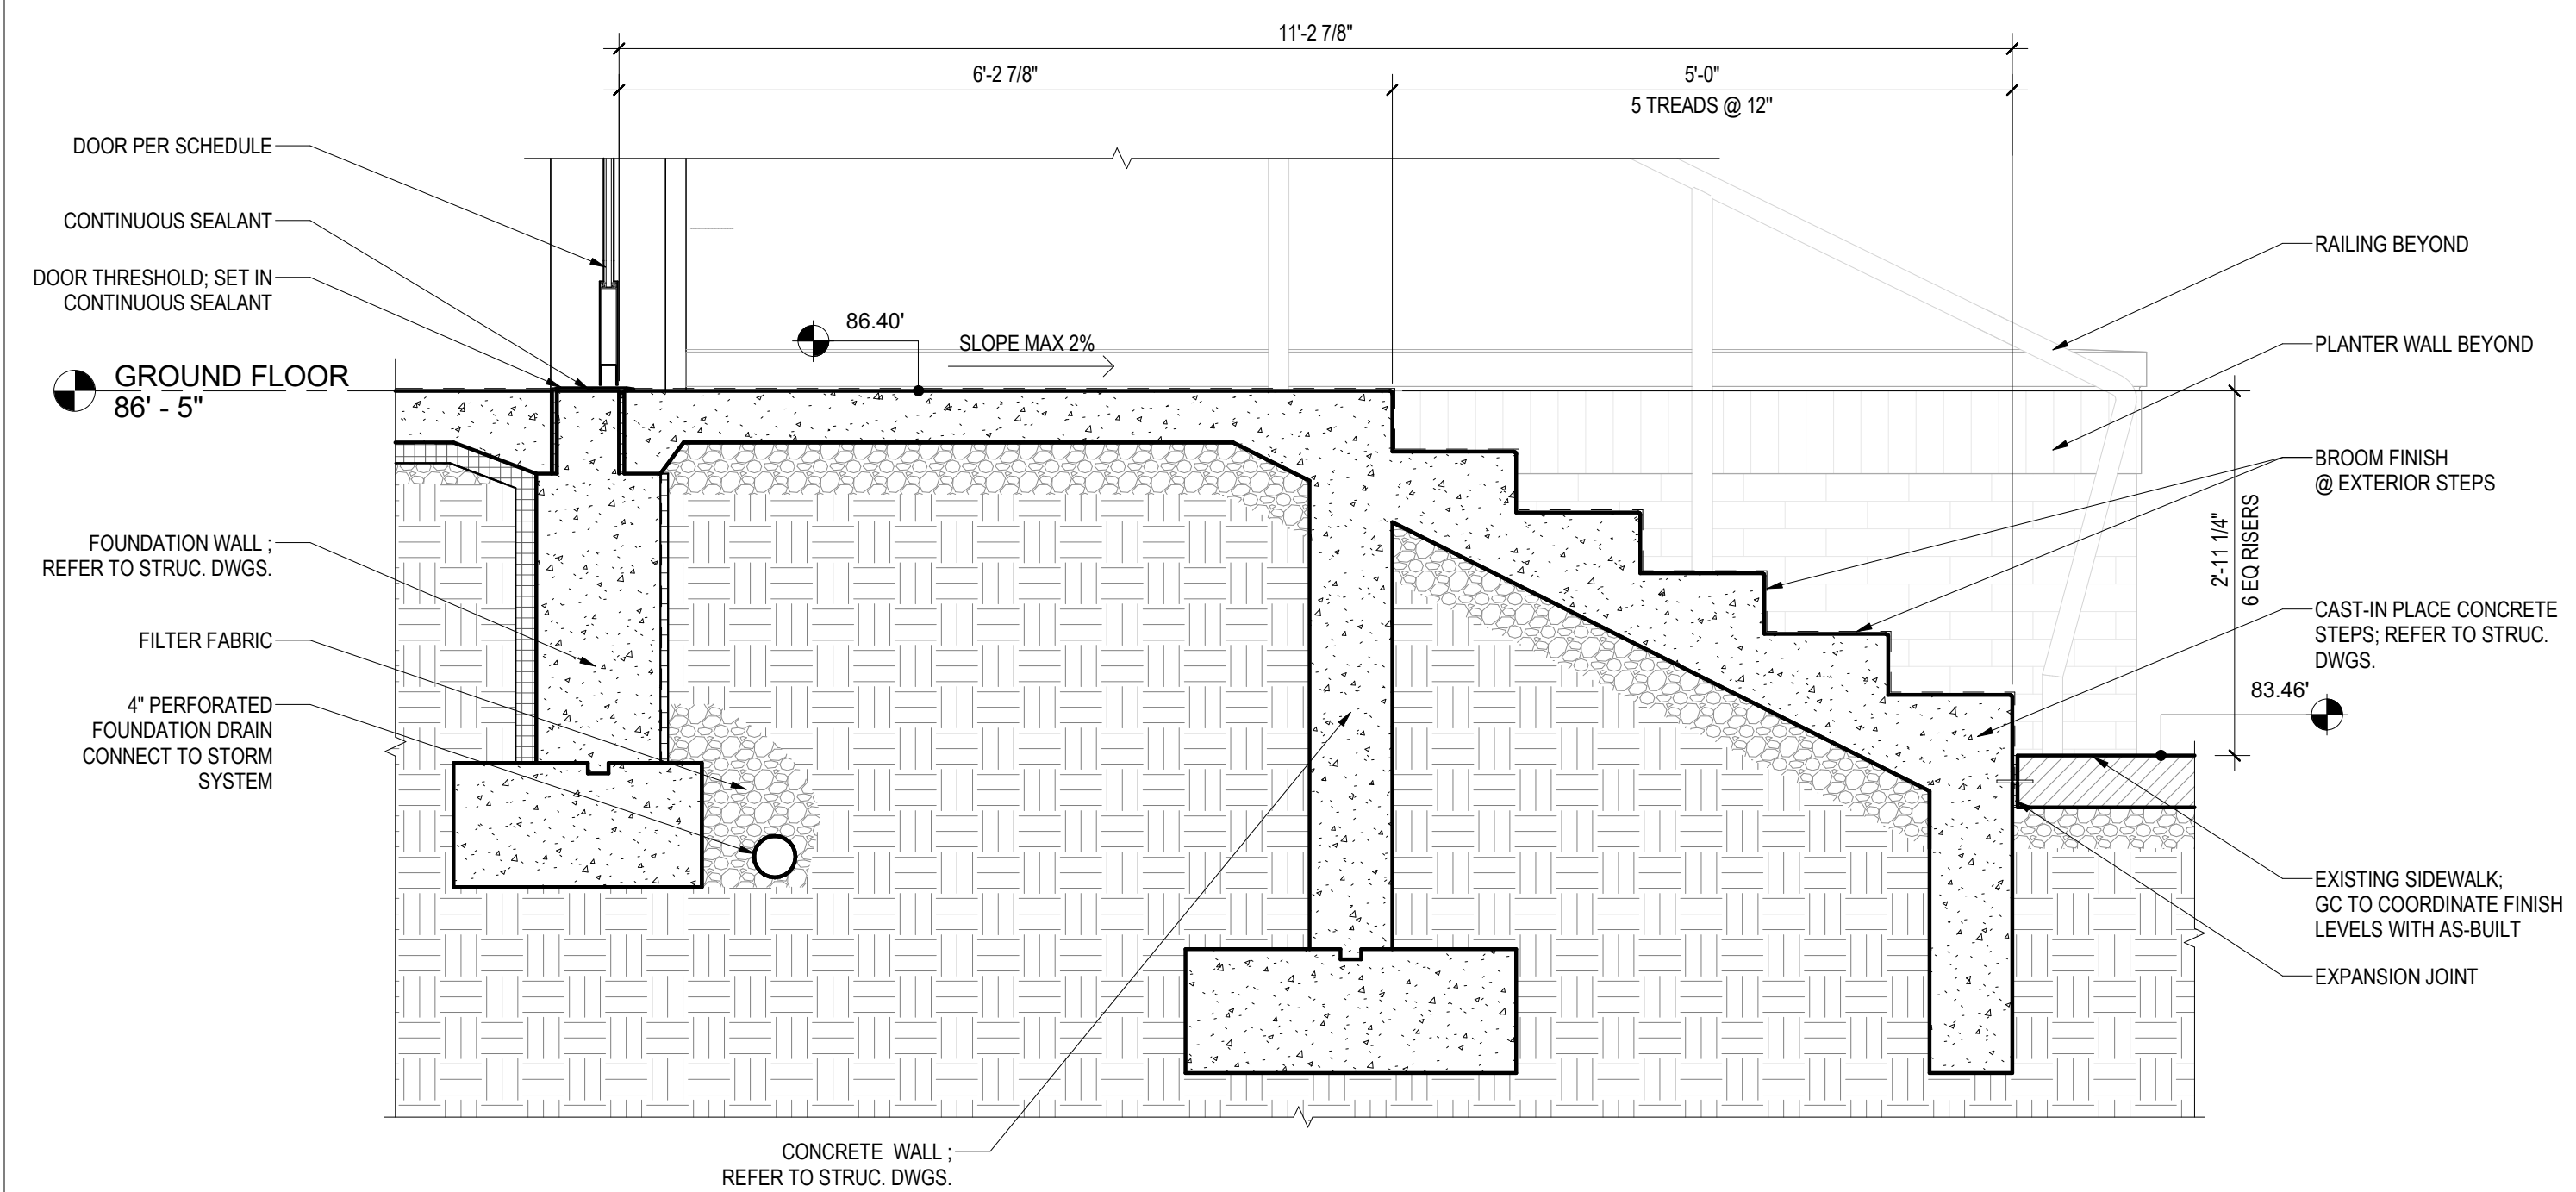 11'-2 7/8"
6'-2 7/8"
5'-0"
5 TREADS @ 12"
DOOR PER SCHEDULE
CONTINUOUS SEALANT
DOOR THRESHOLD; SET IN
CONTINUOUS SEALANT
GROUND FLOOR
86' - 5"
86.40'
SLOPE MAX 2%
FOUNDATION WALL ;
REFER TO STRUC. DWGS.
FILTER FABRIC
4" PERFORATED
FOUNDATION DRAIN
CONNECT TO STORM
SYSTEM
CONCRETE WALL ;
REFER TO STRUC. DWGS.
RAILING BEYOND
PLANTER WALL BEYOND
BROOM FINISH
@ EXTERIOR STEPS
2'-11 1/4"
6 EQ RISERS
CAST-IN PLACE CONCRETE
STEPS; REFER TO STRUC.
DWGS.
83.46'
EXISTING SIDEWALK;
GC TO COORDINATE FINISH
LEVELS WITH AS-BUILT
EXPANSION JOINT